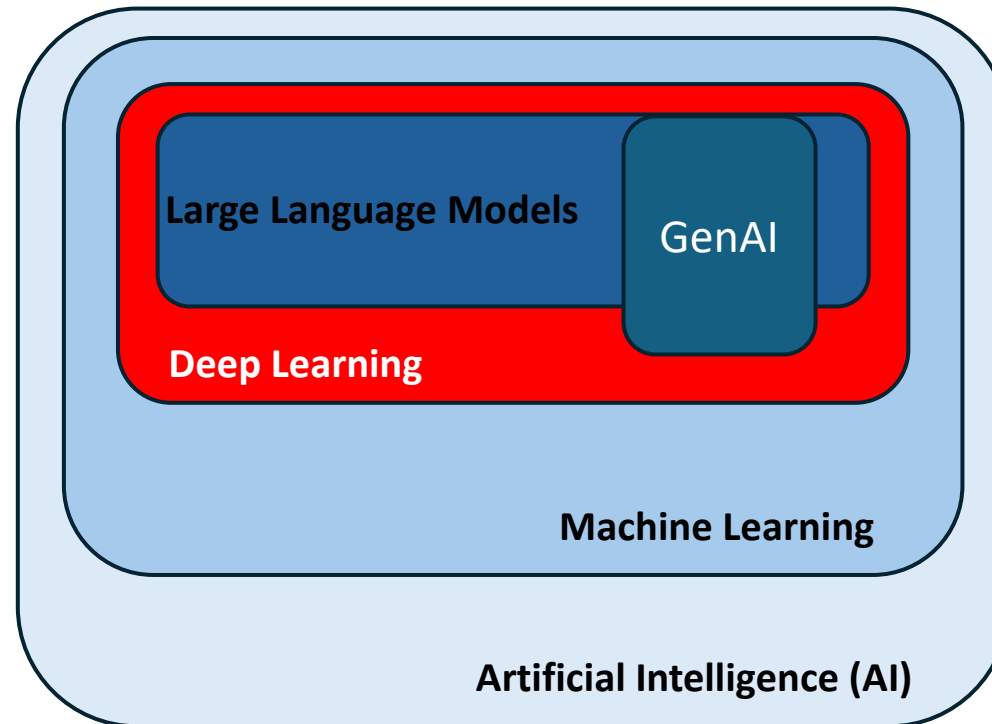 Large Language Models
GenAI
Deep Learning
Machine Learning
Artificial Intelligence (AI)